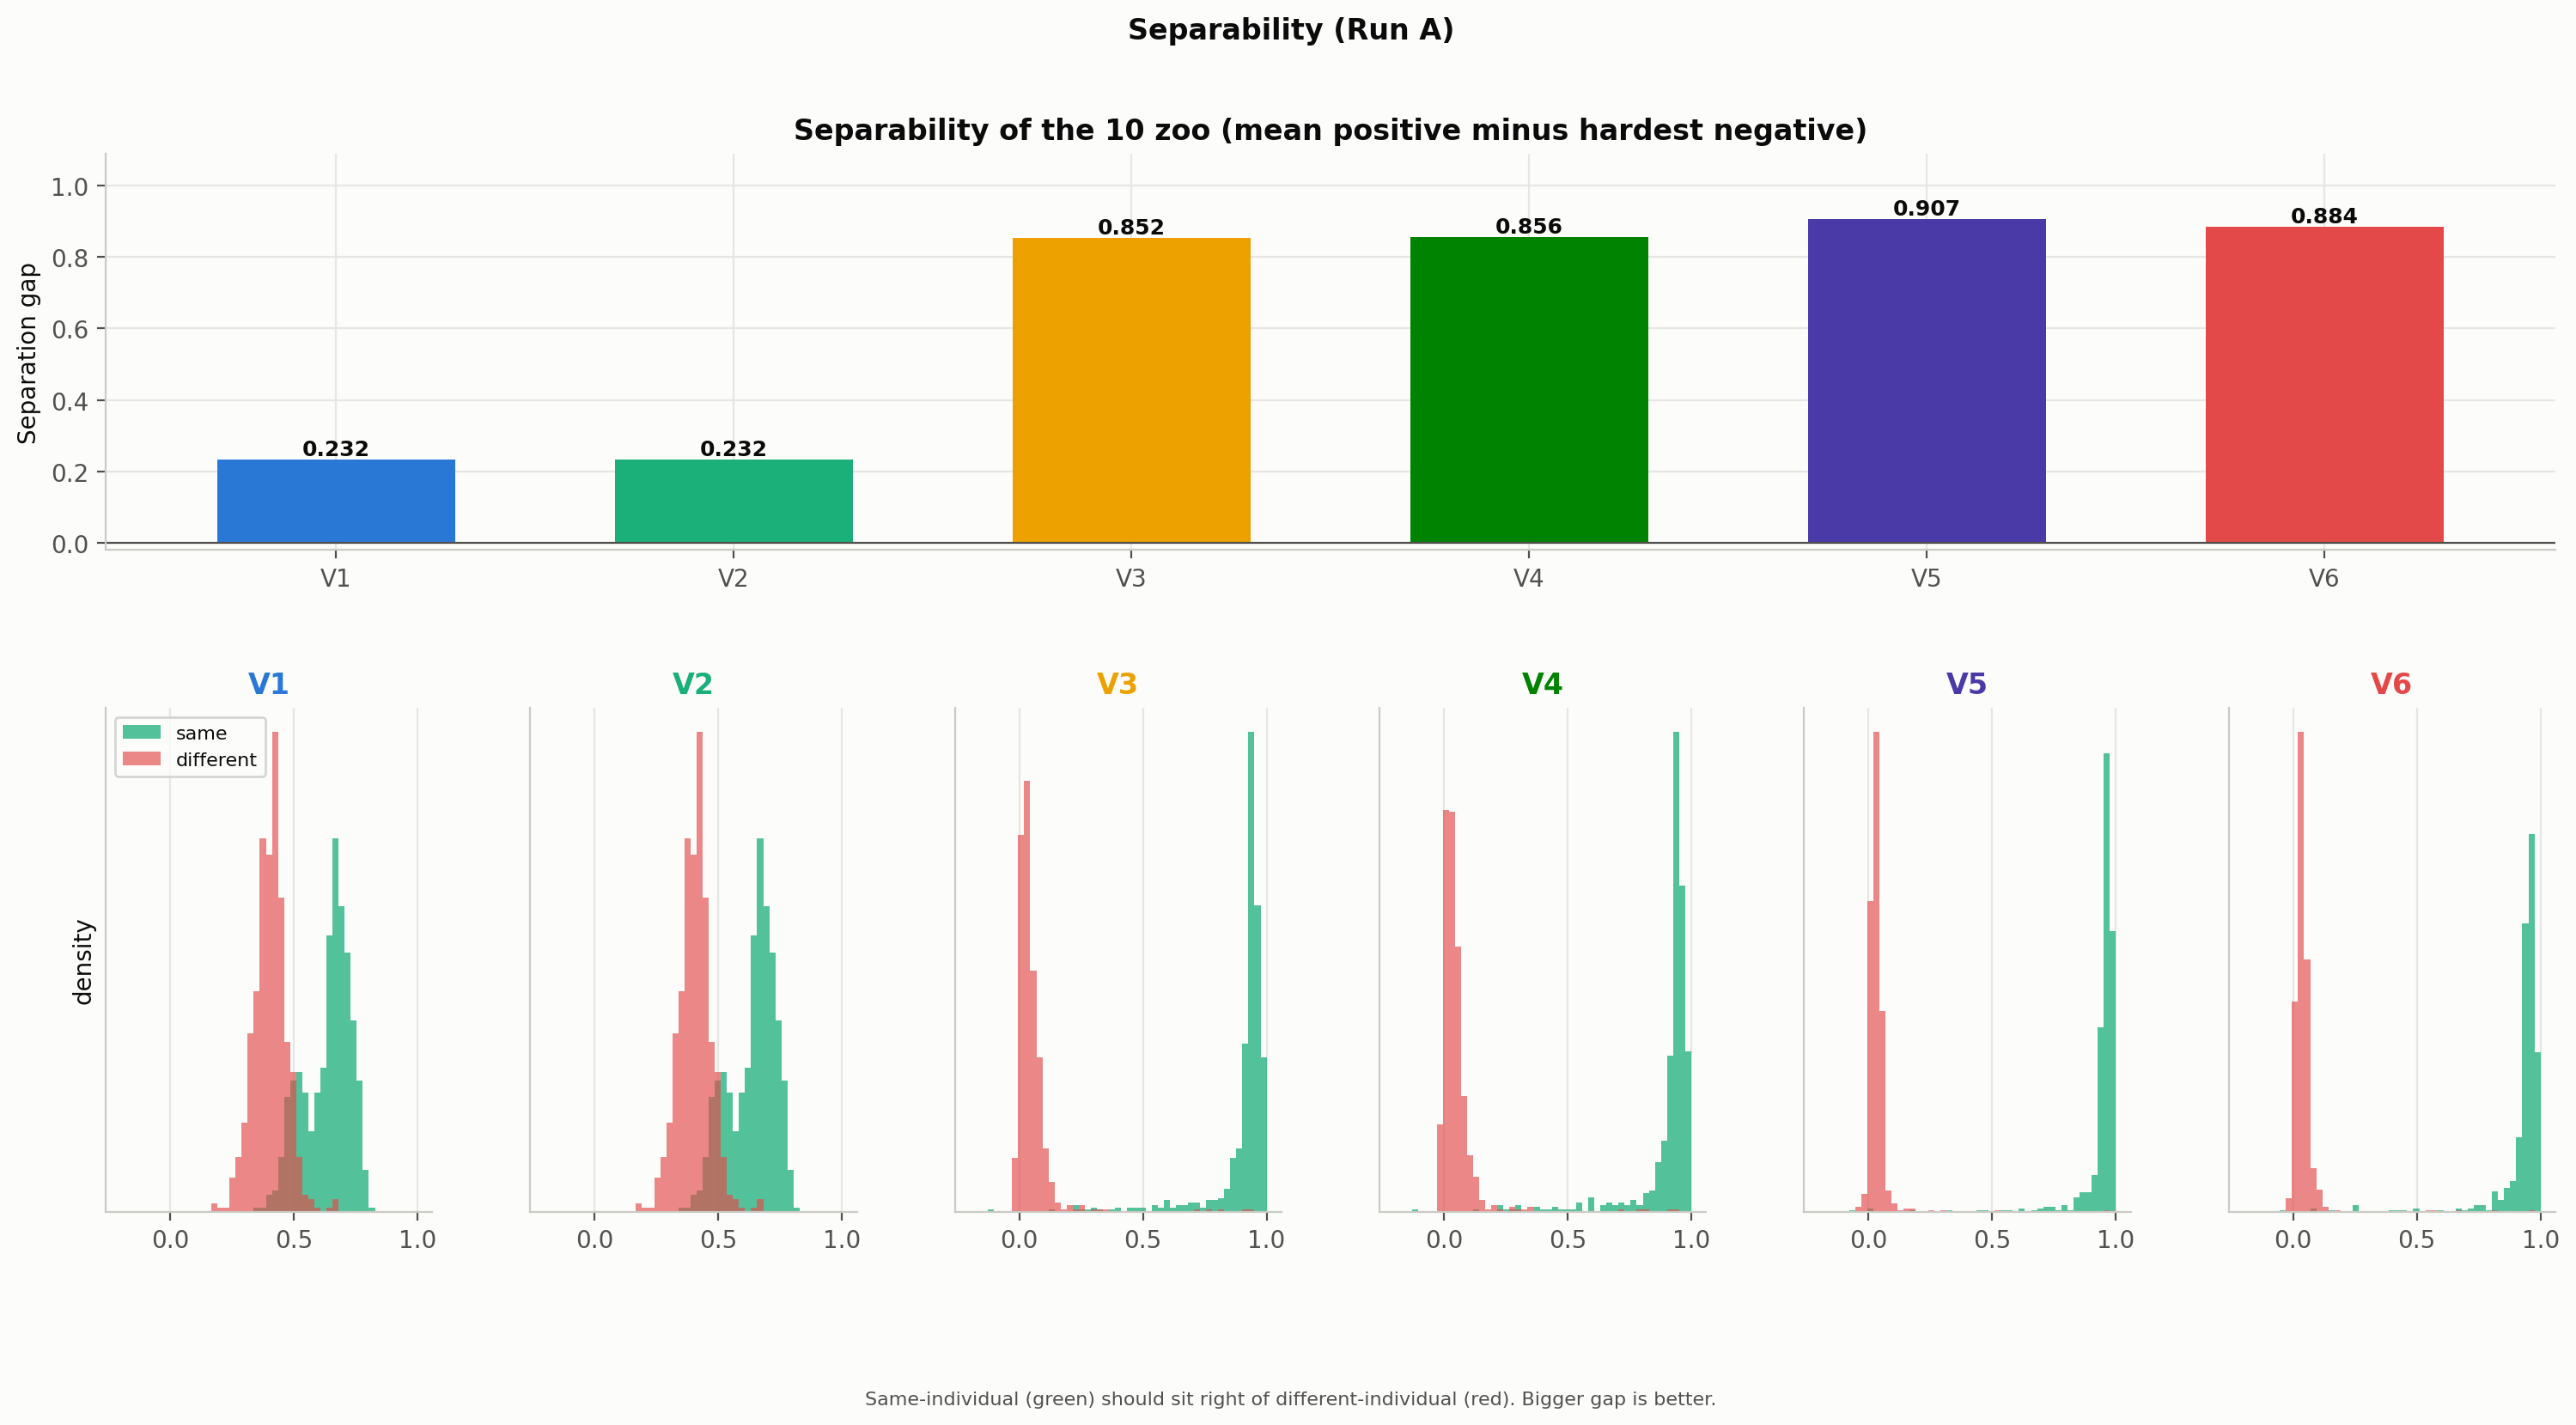 Separability (Run A)
Separability of the 10 zoo (mean positive minus hardest negative)
Separation gap
1.0
0.8
0.6
0.4
0.2
0.0
0.232
0.232
0.852
0.856
0.907
0.884
V1 V2 V3 V4 V5 V6
V1 V2 V3 V4 V5 V6
same
different
density
0.0 0.5 1.0 0.0 0.5 1.0 0.0 0.5 1.0 0.0 0.5 1.0 0.0 0.5 1.0 0.0 0.5 1.0
Same-individual (green) should sit right of different-individual (red). Bigger gap is better.